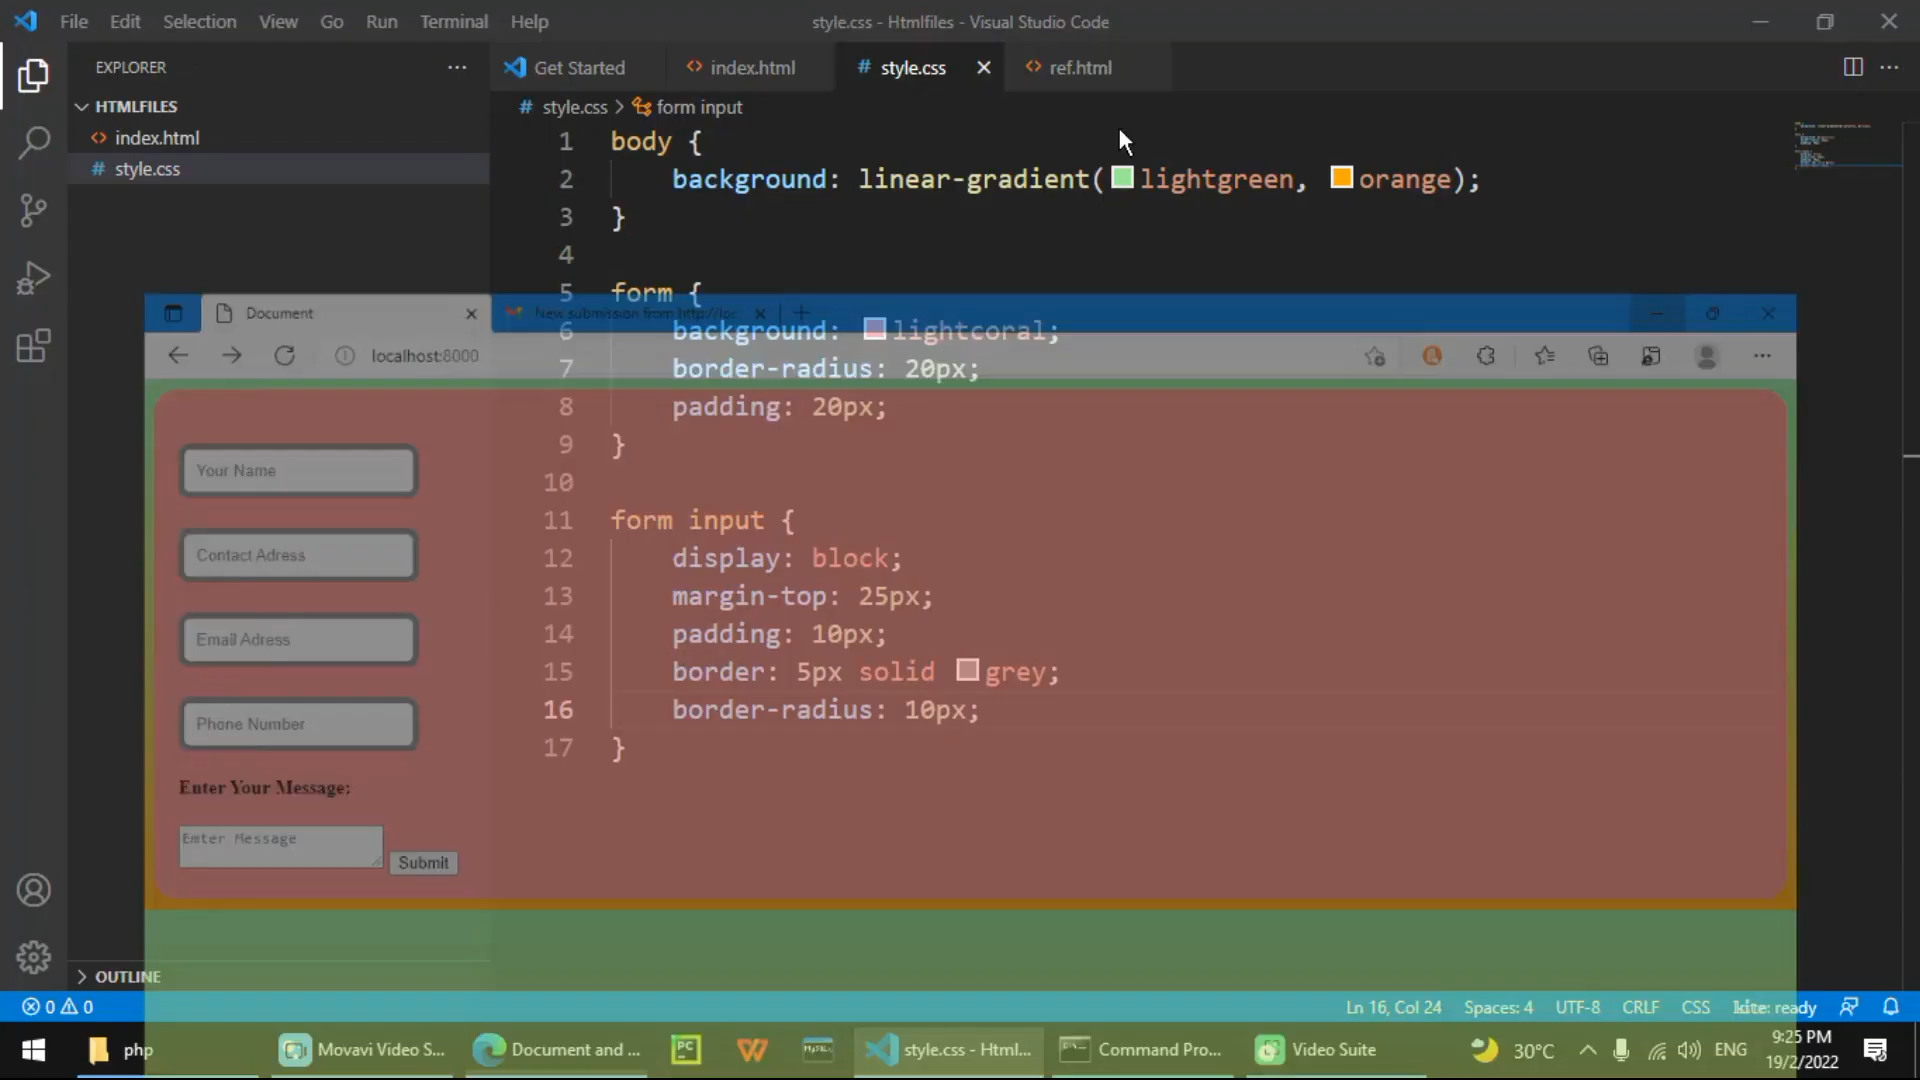 File Edit Selection View Go Run Terminal Help
style.css - Htmlfiles - Visual Studio Code
EXPLORER
Get Started
index.html
# style.css
ref.html
HTMLFILES
index.html
# style.css
# style.css > form input
1 body {
2 background: linear-gradient(lightgreen, orange);
3 }
4
5 form {
6 background: lightcoral;
7 border-radius: 20px;
8 padding: 20px;
9 }
10
11 form input {
12 display: block;
13 margin-top: 25px;
14 padding: 10px;
15 border: 5px solid grey;
16 border-radius: 10px;
17 }
Document
New submission from http://loc
localhost:8000
Your Name
Contact Adress
Email Adress
Phone Number
Enter Your Message:
Enter Message
Submit
OUTLINE
0 0
Ln 16, Col 24 Spaces: 4 UTF-8 CRLF CSS kite: ready
php
Movavi Video S...
Document and ...
PC
MySQL
style.css - Html...
Command Pro...
Video Suite
30°C
ENG
9:25 PM
19/2/2022